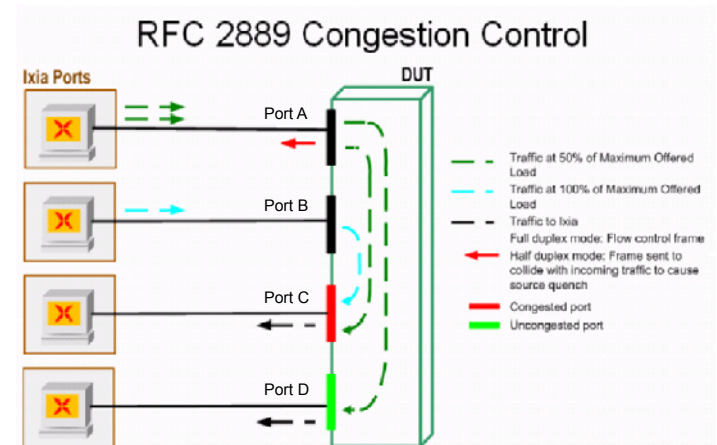 RFC 2889 Congestion Control
Ixia Ports
DUT
Port A
Port B
Port C
Port D
Traffic at 50% of Maximum Offered
Load
Traffic at 100% of Maximum Offered
Load
Traffic to Ixia
Full duplex mode: Flow control frame
Half duplex mode: Frame sent to
collide with incoming traffic to cause
source quench
Congested port
Uncongested port